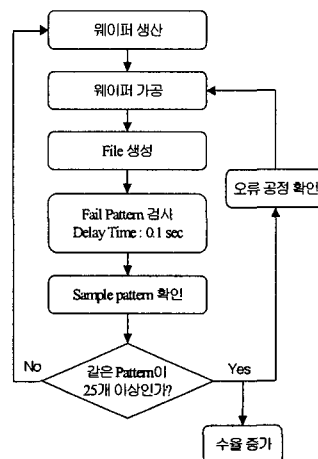 웨이퍼 생산
웨이퍼 가공
File 생성
오류 공정 확인
Fail Pattern 검사
Delay Time : 0.1 sec
Sample pattern 확인
No
같은 Pattern이
25개 이상인가?
Yes
수율 증가